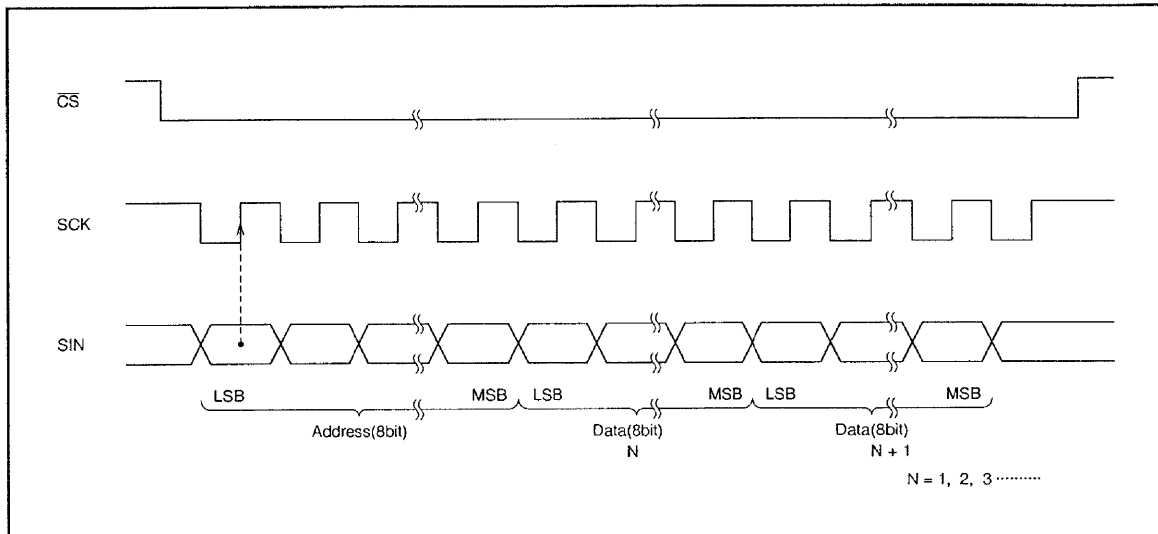 CS
SCK
SIN
LSB MSB LSB MSB LSB MSB
Address(8bit) Data(8bit) Data(8bit)
N N + 1
N = 1, 2, 3 ··········